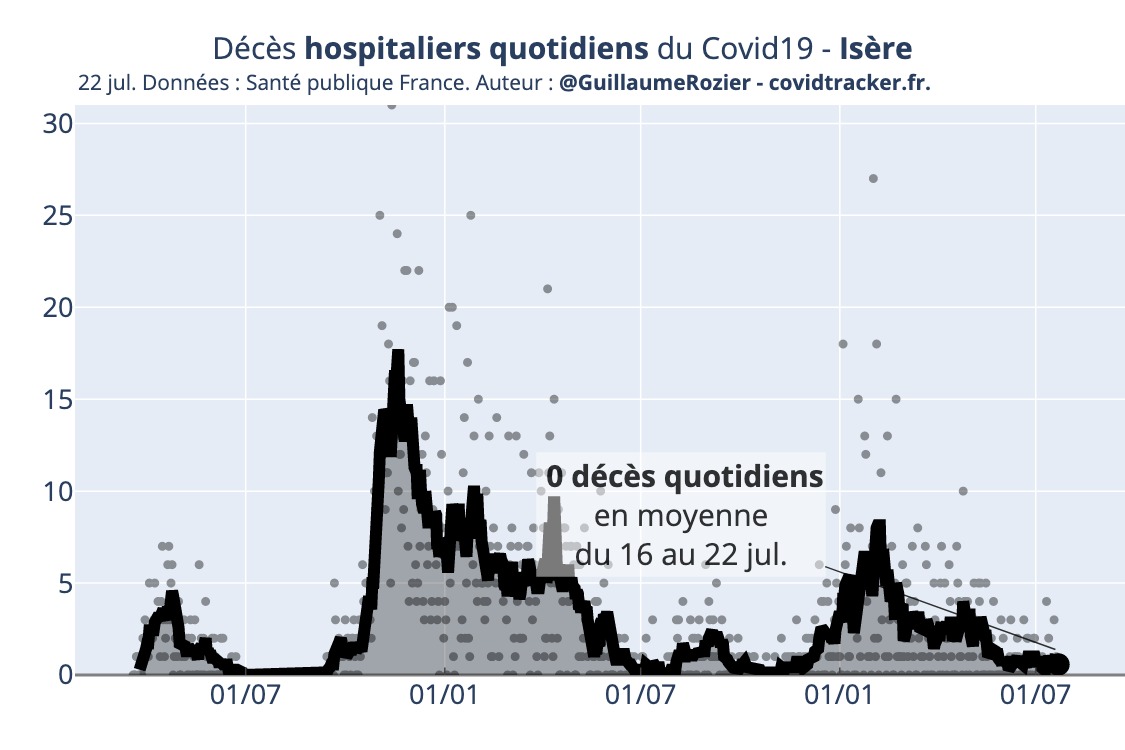 Décès hospitaliers quotidiens du Covid19 - Isère
22 jul. Données : Santé publique France. Auteur : @GuillaumeRozier - covidtracker.fr.
30
25
20
15
10
5
0
0 décès quotidiens
en moyenne
du 16 au 22 jul.
01/07 01/01 01/07 01/01 01/07